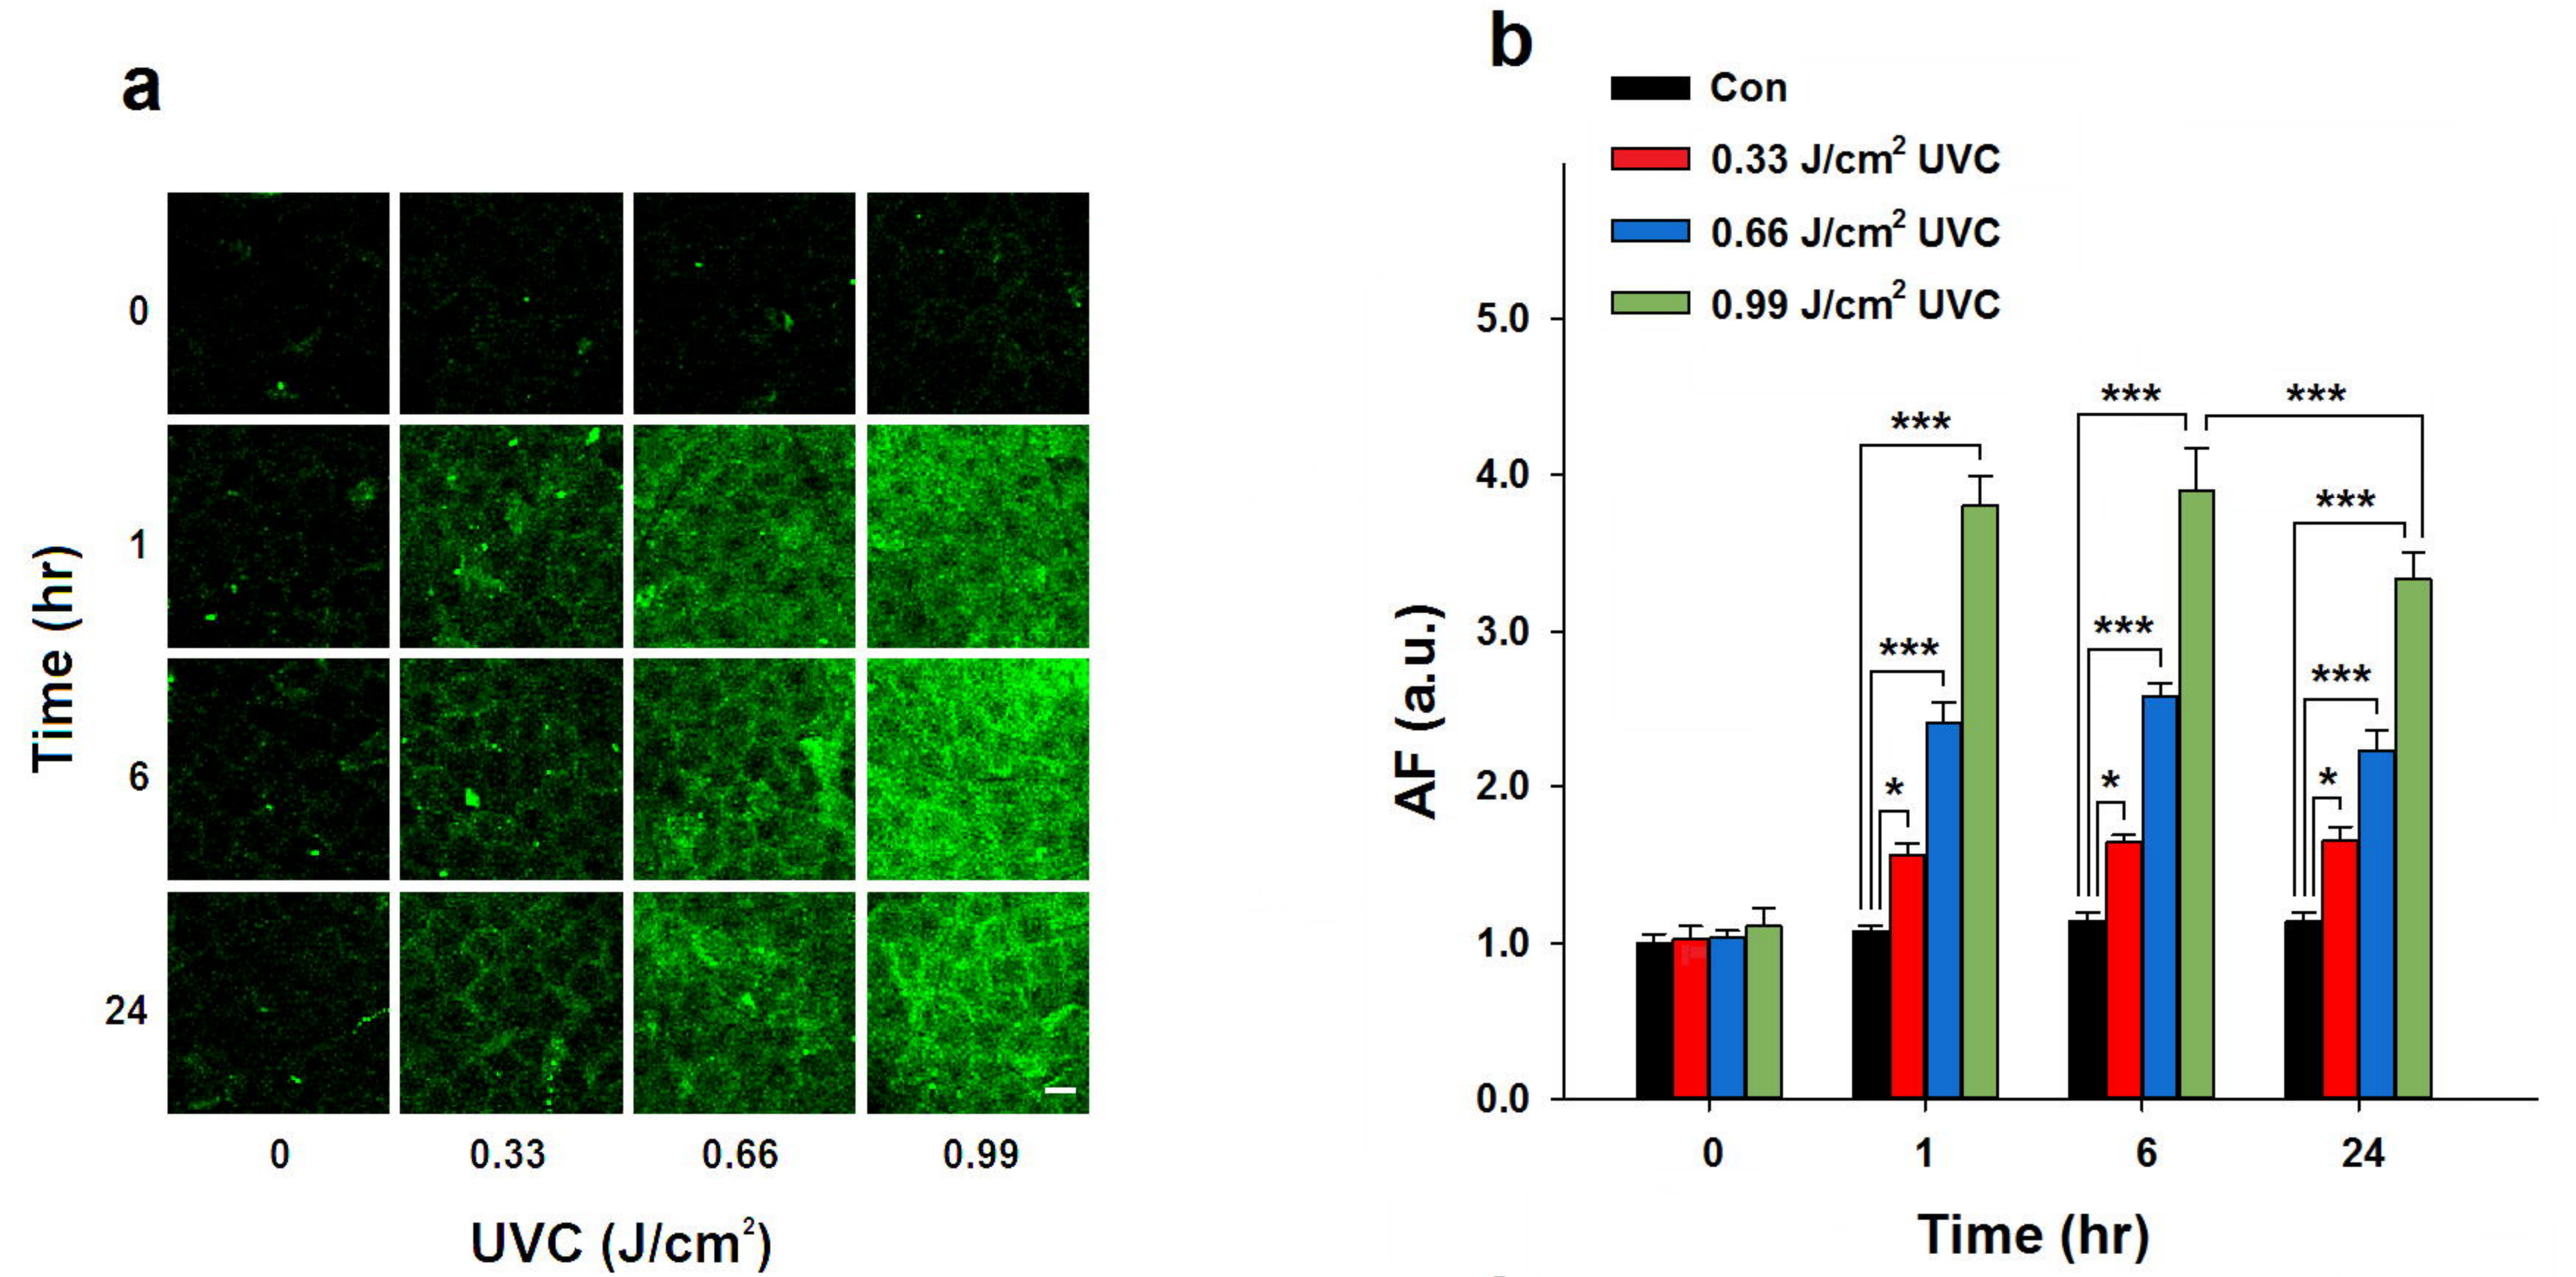 a
Time (hr)
0
1
6
24
0 0.33 0.66 0.99
UVC (J/cm²)
b
Con
0.33 J/cm² UVC
0.66 J/cm² UVC
0.99 J/cm² UVC
AF (a.u.)
5.0
4.0
3.0
2.0
1.0
0.0
*** ***
***
***
***
***
***
*
*
*
0 1 6 24
Time (hr)